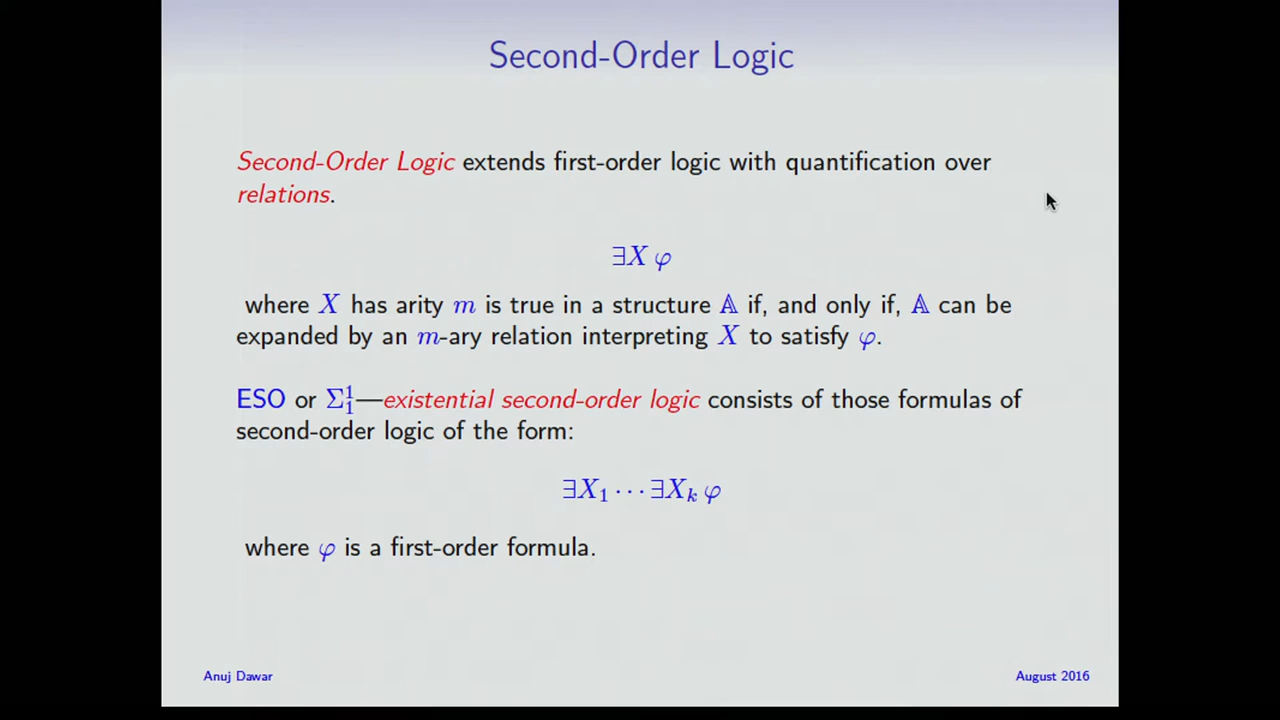 Second-Order Logic
Second-Order Logic extends first-order logic with quantification over
relations.
∃X φ
where X has arity m is true in a structure 𝔸 if, and only if, 𝔸 can be
expanded by an m-ary relation interpreting X to satisfy φ.
ESO or Σ¹₁—existential second-order logic consists of those formulas of
second-order logic of the form:
∃X₁ ⋯ ∃Xₖ φ
where φ is a first-order formula.
Anuj Dawar
August 2016